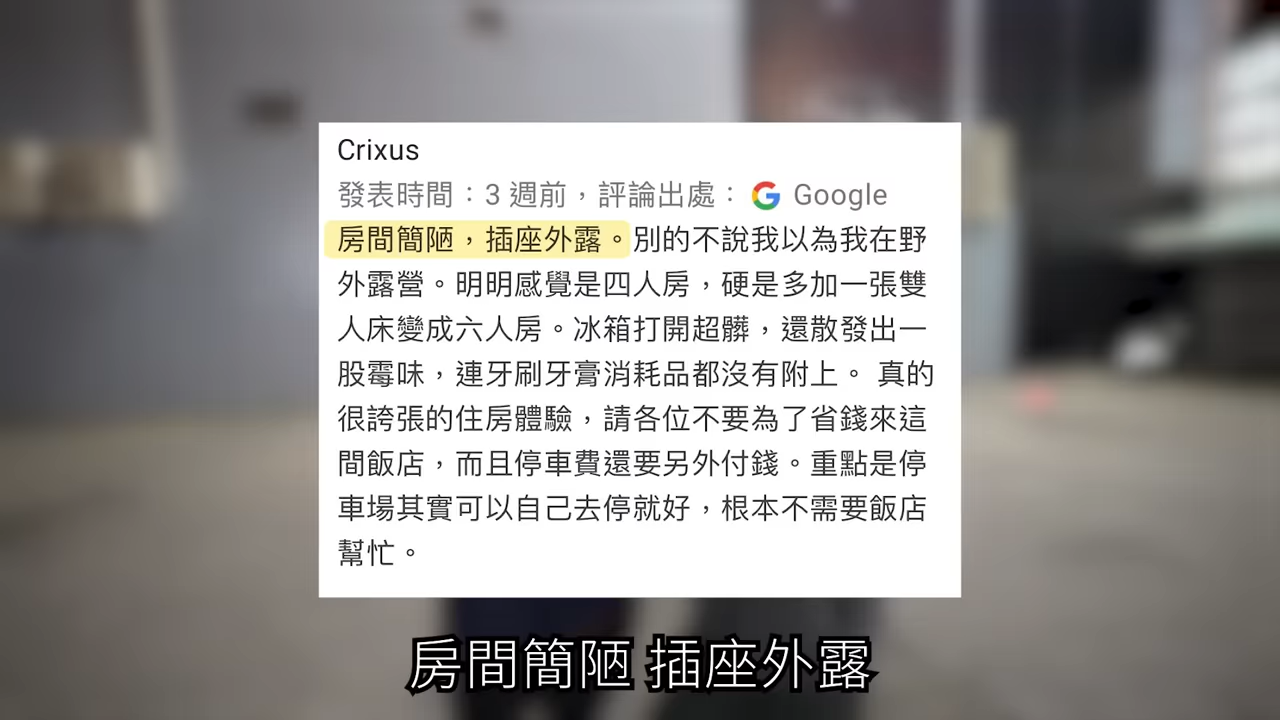 Crixus
發表時間：3 週前，評論出處： Google
房間簡陋，插座外露。別的不說我以為我在野
外露營。明明感覺是四人房，硬是多加一張雙
人床變成六人房。冰箱打開超髒，還散發出一
股霉味，連牙刷牙膏消耗品都沒有附上。 真的
很誇張的住房體驗，請各位不要為了省錢來這
間飯店，而且停車費還要另外付錢。重點是停
車場其實可以自己去停就好，根本不需要飯店
幫忙。
房間簡陋 插座外露